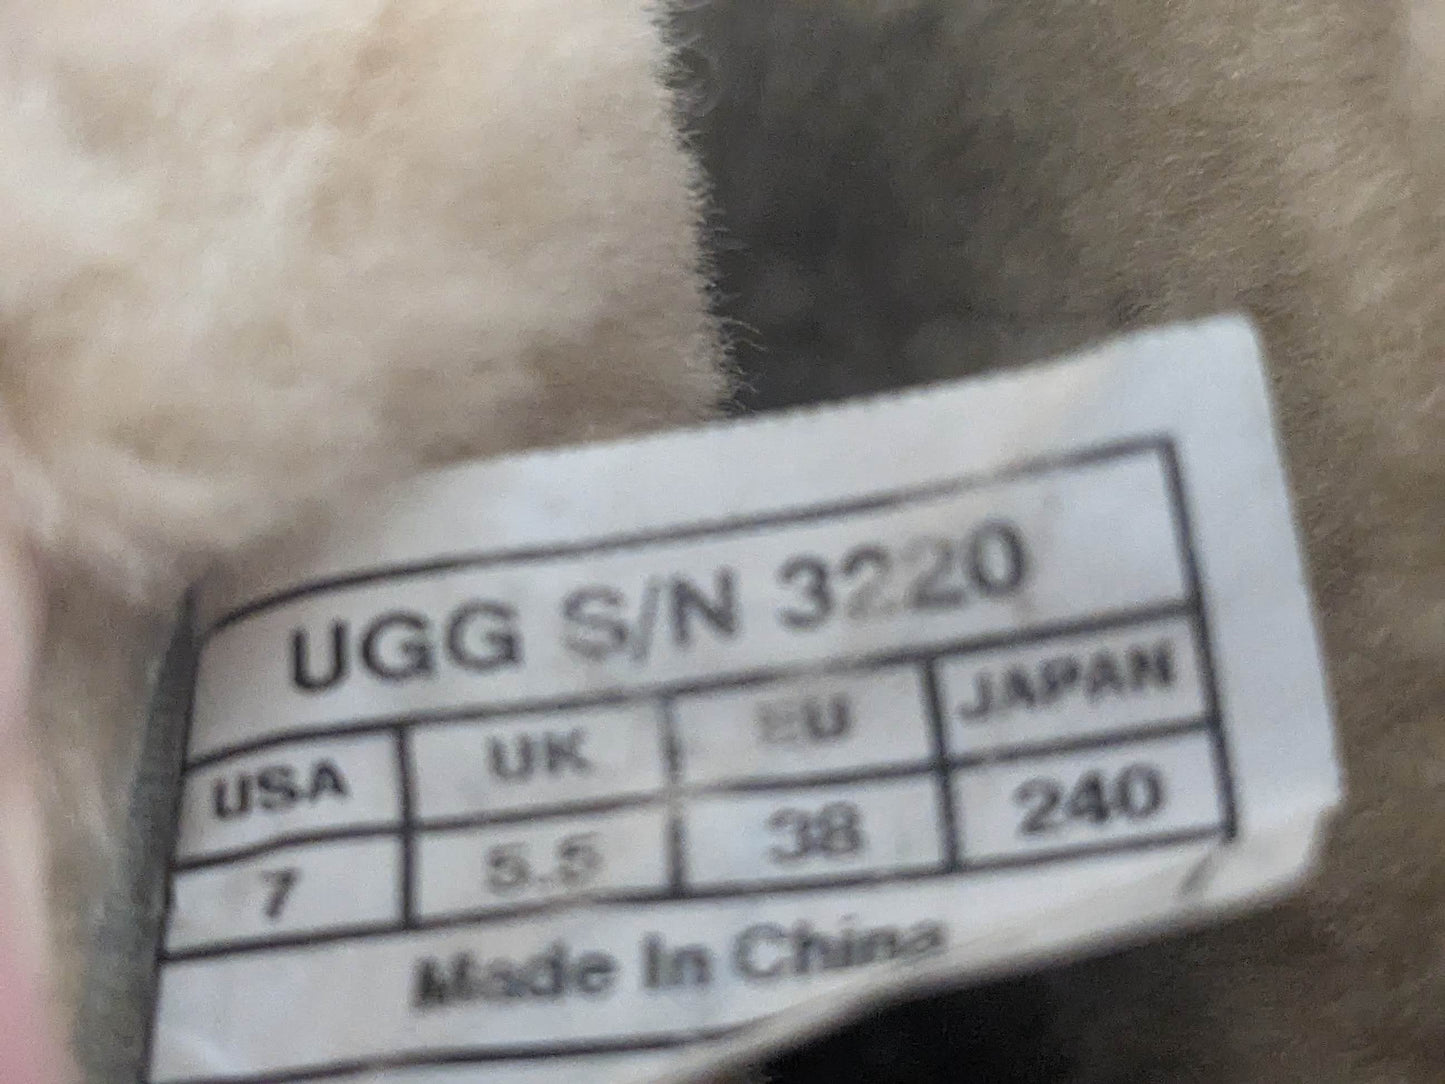 UGG S/N 3220
USA UK EU JAPAN
7 5.5 38 240
Made In China